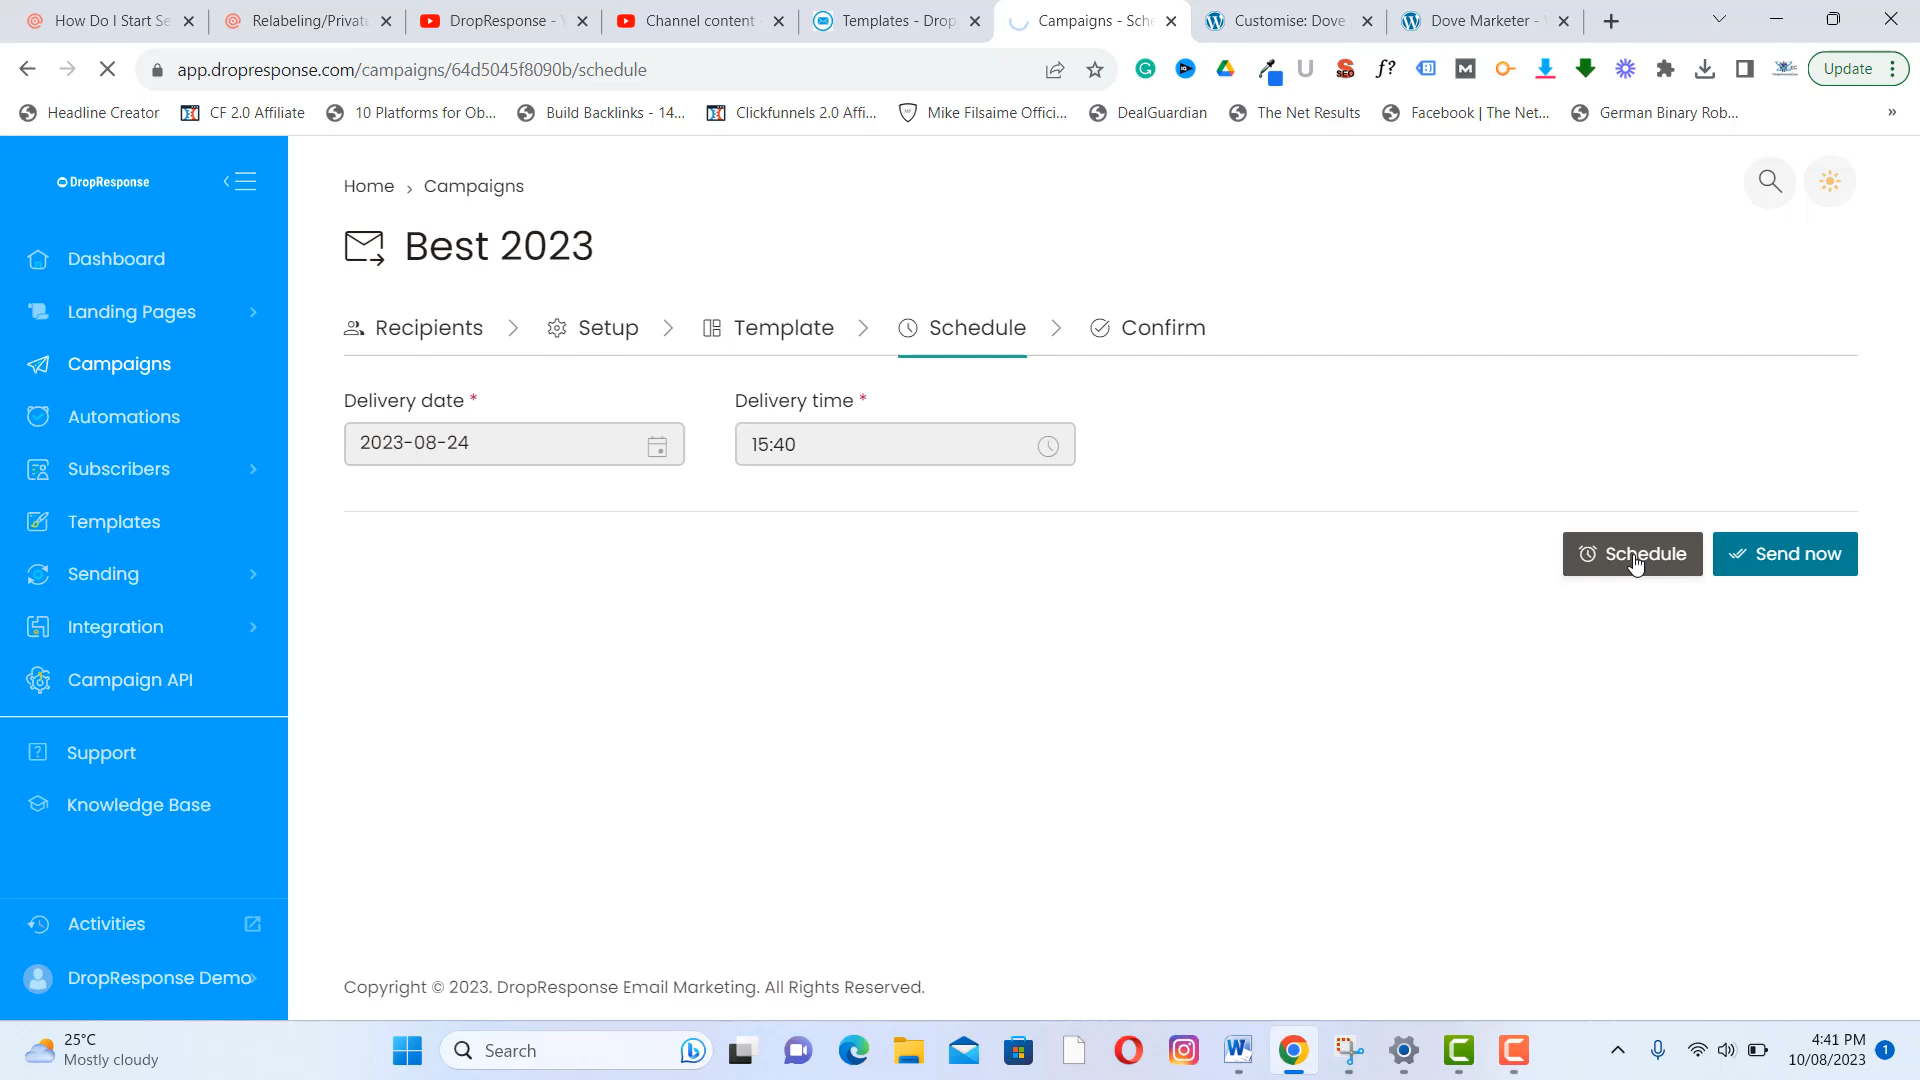 How Do I Start Se
Relabeling/Private
DropResponse - Y
Channel content
Templates - Drop
Campaigns - Sche
Customise: Dove
Dove Marketer -
app.dropresponse.com/campaigns/64d5045f8090b/schedule
Update
Headline Creator
CF 2.0 Affiliate
10 Platforms for Ob...
Build Backlinks - 14...
Clickfunnels 2.0 Affi...
Mike Filsaime Offici...
DealGuardian
The Net Results
Facebook | The Net...
German Binary Rob...
»
DropResponse
Dashboard
Landing Pages
Campaigns
Automations
Subscribers
Templates
Sending
Integration
Campaign API
Support
Knowledge Base
Activities
DropResponse Demo
Home › Campaigns
Best 2023
Recipients
Setup
Template
Schedule
Confirm
Delivery date *
Delivery time *
2023-08-24
15:40
Schedule
Send now
Copyright © 2023. DropResponse Email Marketing. All Rights Reserved.
25°C
Mostly cloudy
Search
4:41 PM
10/08/2023
1